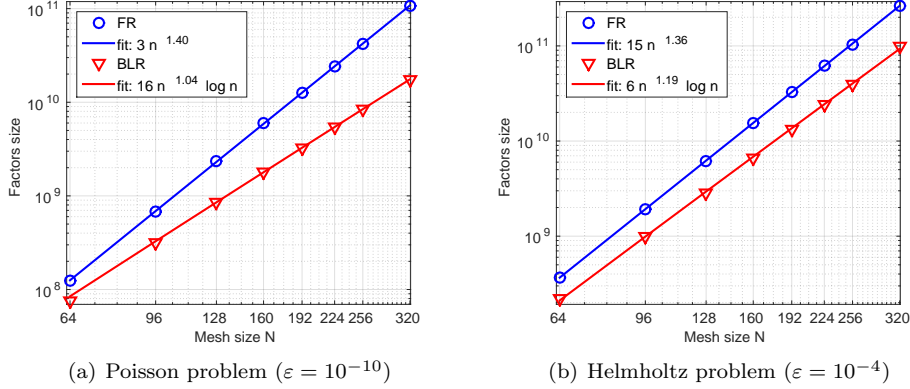 10^11
10^10
10^9
10^8
Factors size
FR
fit: 3 n 1.40
BLR
fit: 16 n 1.04 log n
64 96 128 160 192 224 256 320
Mesh size N
(a) Poisson problem (ε = 10^−10)
10^11
10^10
10^9
Factors size
FR
fit: 15 n 1.36
BLR
fit: 6 n 1.19 log n
64 96 128 160 192 224 256 320
Mesh size N
(b) Helmholtz problem (ε = 10^−4)